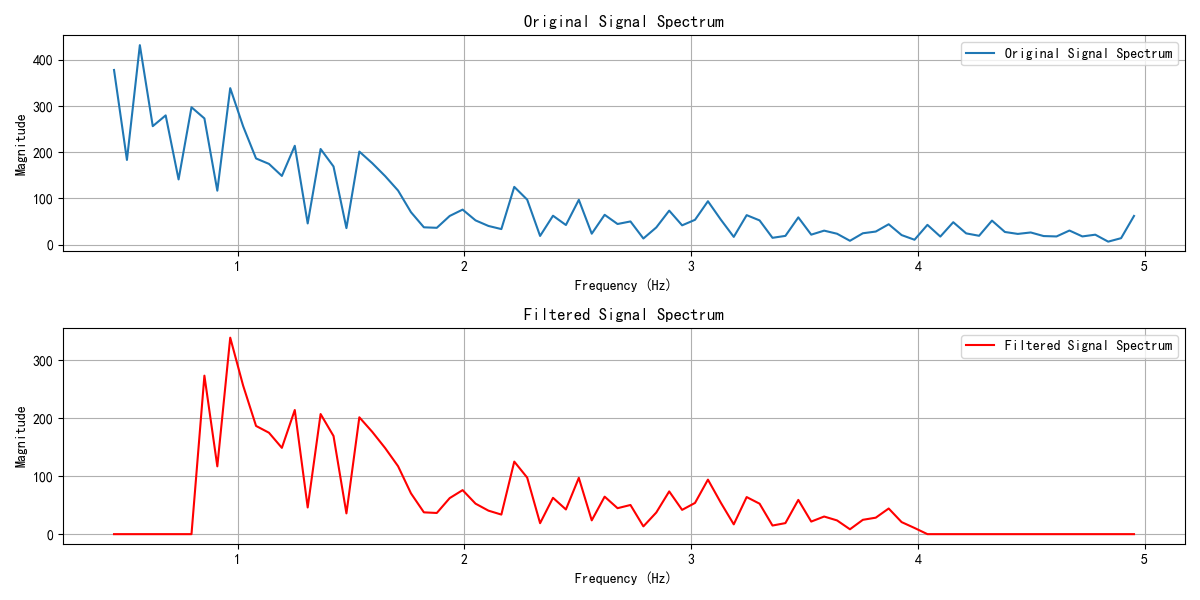 Original Signal Spectrum
Original Signal Spectrum
400
300
200
100
0
Magnitude
1 2 3 4 5
Frequency (Hz)
Filtered Signal Spectrum
Filtered Signal Spectrum
300
200
100
0
Magnitude
1 2 3 4 5
Frequency (Hz)